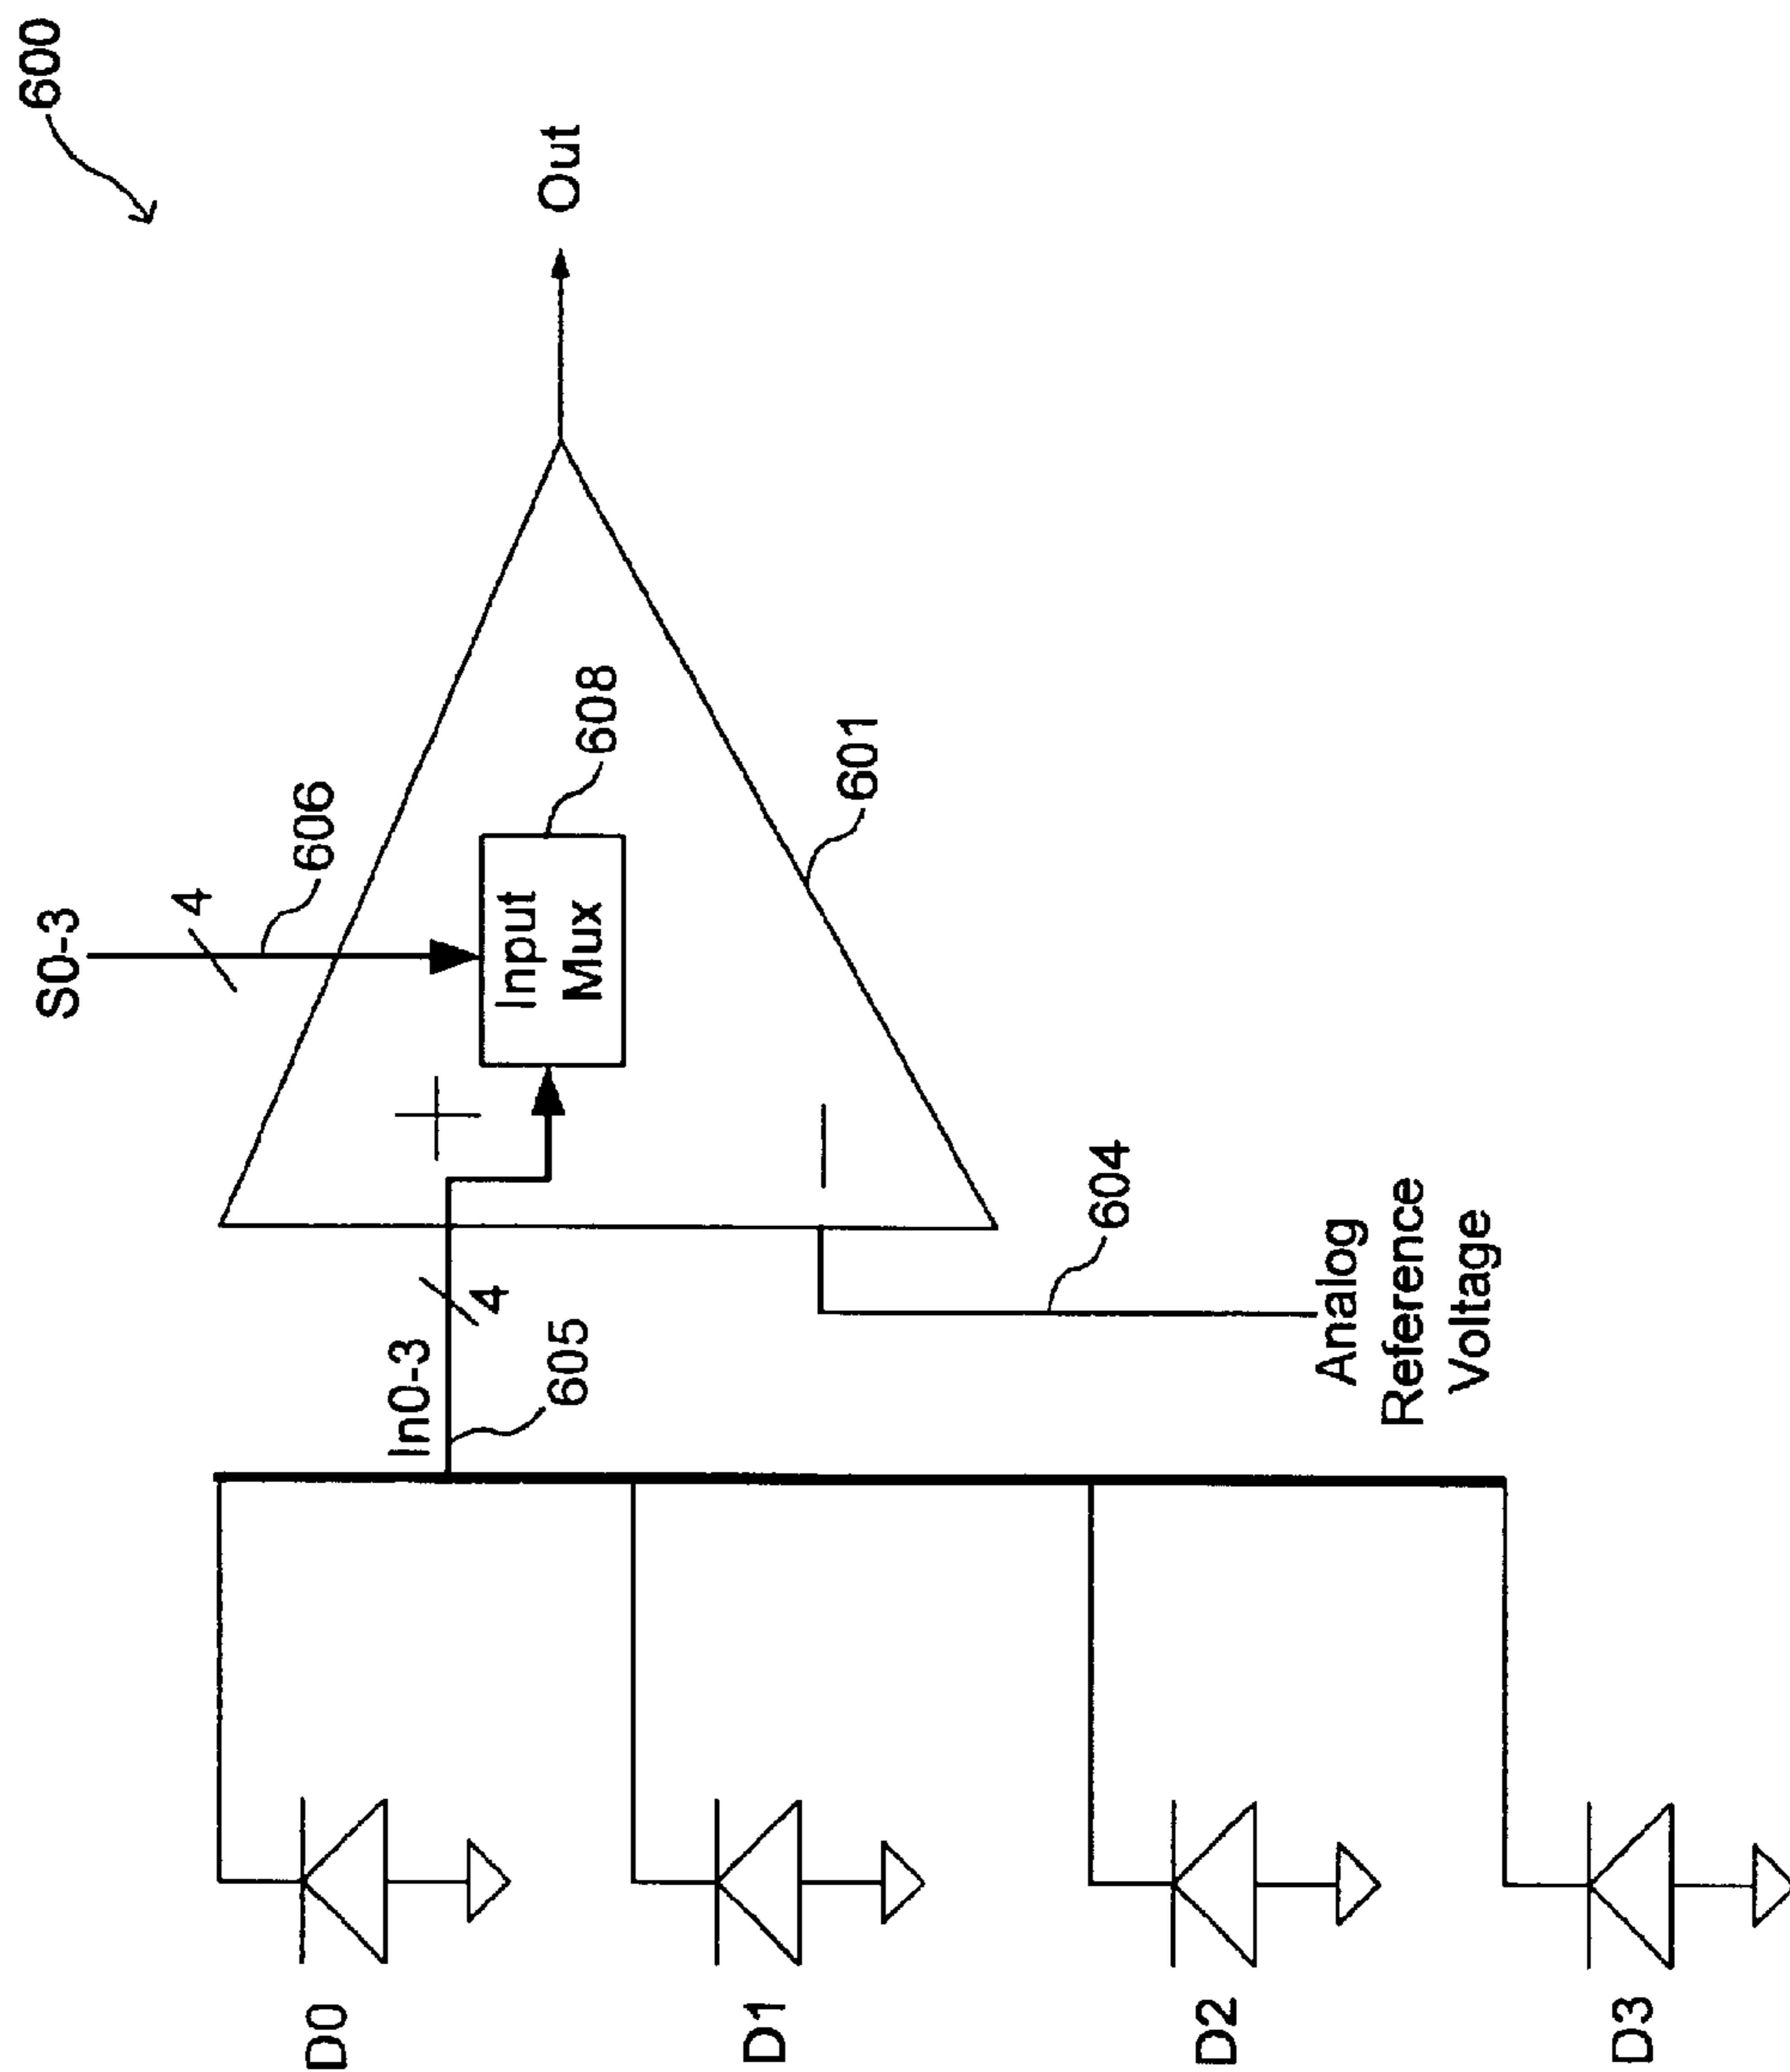 600
S0-3
4
606
Out
In0-3
4
605
+
Input
Mux
608
—
601
604
Analog
Reference
Voltage
D0
D1
D2
D3